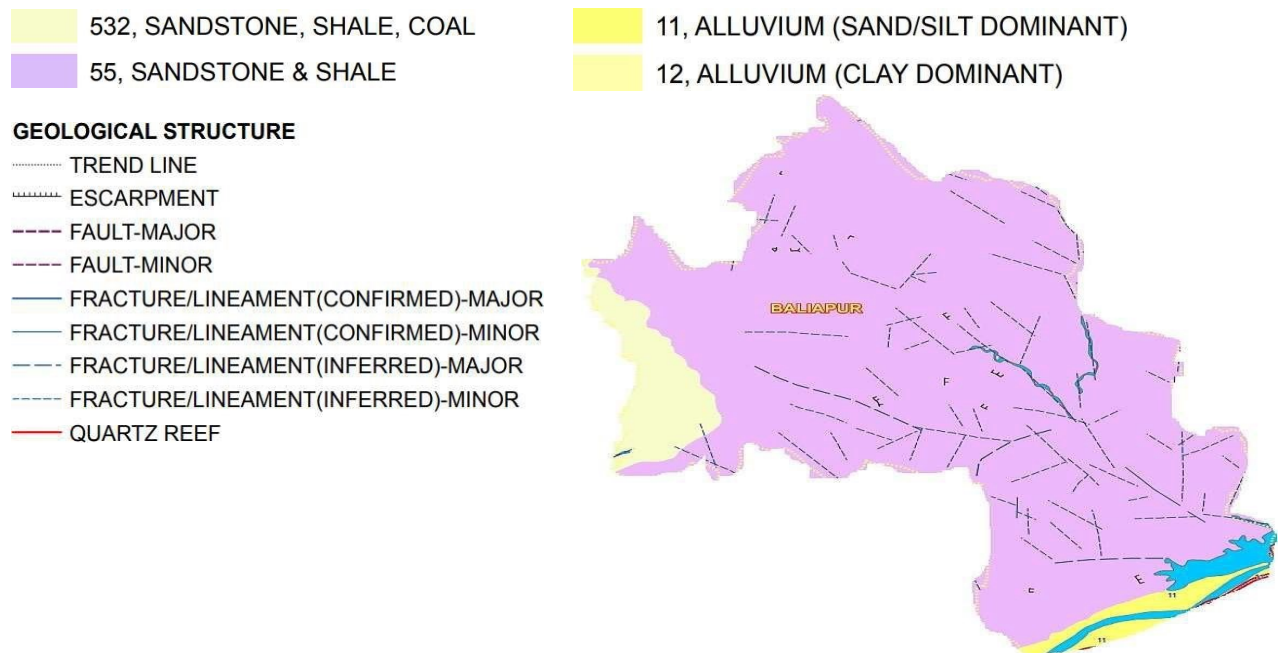 532, SANDSTONE, SHALE, COAL
55, SANDSTONE & SHALE
11, ALLUVIUM (SAND/SILT DOMINANT)
12, ALLUVIUM (CLAY DOMINANT)
GEOLOGICAL STRUCTURE
TREND LINE
ESCARPMENT
FAULT-MAJOR
FAULT-MINOR
FRACTURE/LINEAMENT(CONFIRMED)-MAJOR
FRACTURE/LINEAMENT(CONFIRMED)-MINOR
FRACTURE/LINEAMENT(INFERRED)-MAJOR
FRACTURE/LINEAMENT(INFERRED)-MINOR
QUARTZ REEF
BALIAPUR
11
11